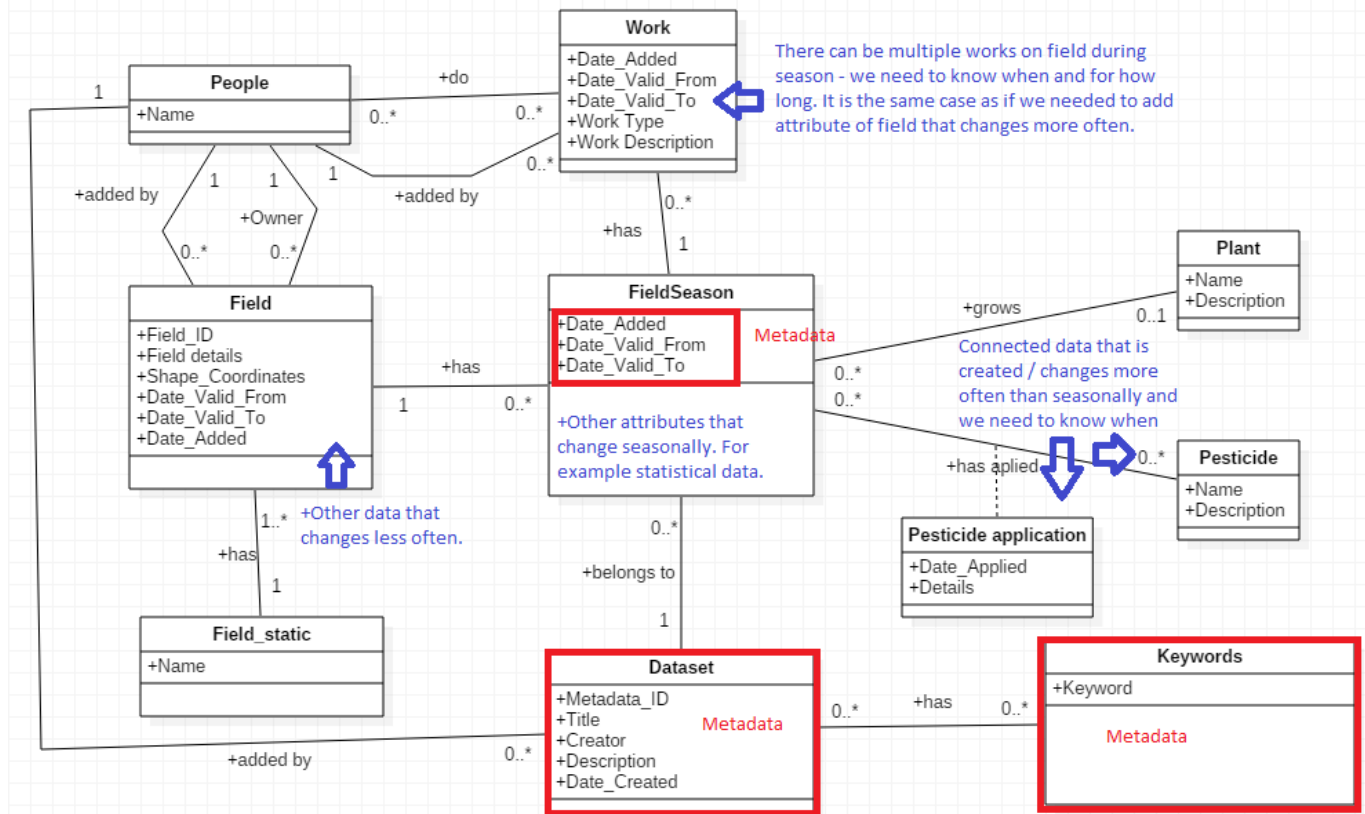 Work
+Date_Added
+Date_Valid_From
+Date_Valid_To
+Work Type
+Work Description
There can be multiple works on field during
season - we need to know when and for how
long. It is the same case as if we needed to add
attribute of field that changes more often.
People
+Name
1
+do
0..*
0..*
1
+added by
0..*
+added by
1
0..*
1
+Owner
0..*
0..*
+has
1
Field
+Field_ID
+Field details
+Shape_Coordinates
+Date_Valid_From
+Date_Valid_To
+Date_Added
+Other data that
changes less often.
+has
1
0..*
FieldSeason
+Date_Added
+Date_Valid_From
+Date_Valid_To
Metadata
+Other attributes that
change seasonally. For
example statistical data.
+grows
0..*
0..1
Plant
+Name
+Description
Connected data that is
created / changes more
often than seasonally and
we need to know when
0..*
+has aplied
0..*
Pesticide
+Name
+Description
Pesticide application
+Date_Applied
+Details
1..*
+has
1
Field_static
+Name
0..*
+belongs to
1
Dataset
+Metadata_ID
+Title
+Creator
+Description
+Date_Created
Metadata
0..*
+has
0..*
Keywords
+Keyword
Metadata
+added by
0..*